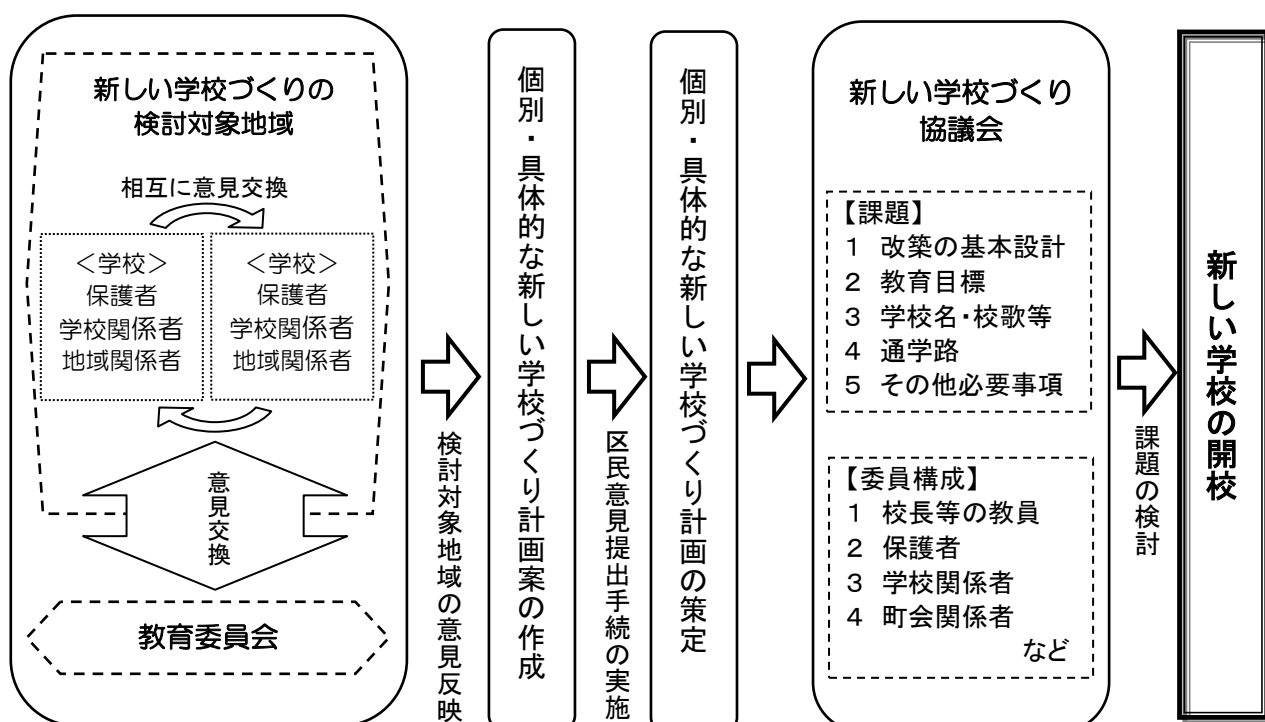 新しい学校づくりの
検討対象地域
相互に意見交換
＜学校＞
保護者
学校関係者
地域関係者
＜学校＞
保護者
学校関係者
地域関係者
意見交換
教育委員会
検討対象地域の意見反映
個別・具体的な新しい学校づくり計画案の作成
区民意見提出手続の実施
個別・具体的な新しい学校づくり計画の策定
新しい学校づくり
協議会
【課題】
１ 改築の基本設計
２ 教育目標
３ 学校名・校歌等
４ 通学路
５ その他必要事項
【委員構成】
１ 校長等の教員
２ 保護者
３ 学校関係者
４ 町会関係者
など
課題の検討
新しい学校の開校